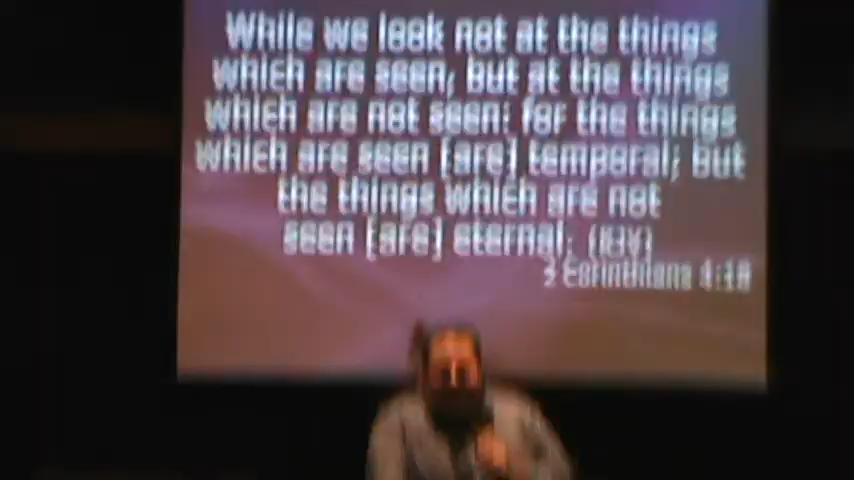 While we look not at the things
which are seen, but at the things
which are not seen: for the things
which are seen [are] temporal; but
the things which are not
seen [are] eternal. (KJV)
2 Corinthians 4:18